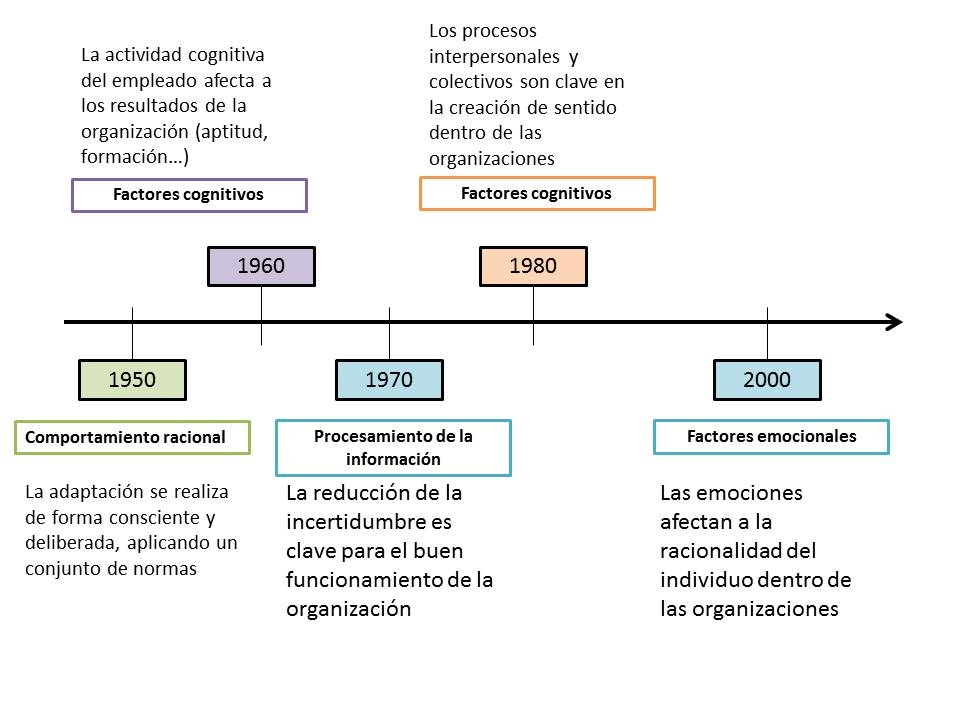 La actividad cognitiva
del empleado afecta a
los resultados de la
organización (aptitud,
formación...)
Factores cognitivos
1960
Los procesos
interpersonales y
colectivos son clave en
la creación de sentido
dentro de las
organizaciones
Factores cognitivos
1980
1950
Comportamiento racional
La adaptación se realiza
de forma consciente y
deliberada, aplicando un
conjunto de normas
1970
Procesamiento de la
información
La reducción de la
incertidumbre es
clave para el buen
funcionamiento de la
organización
2000
Factores emocionales
Las emociones
afectan a la
racionalidad del
individuo dentro de
las organizaciones